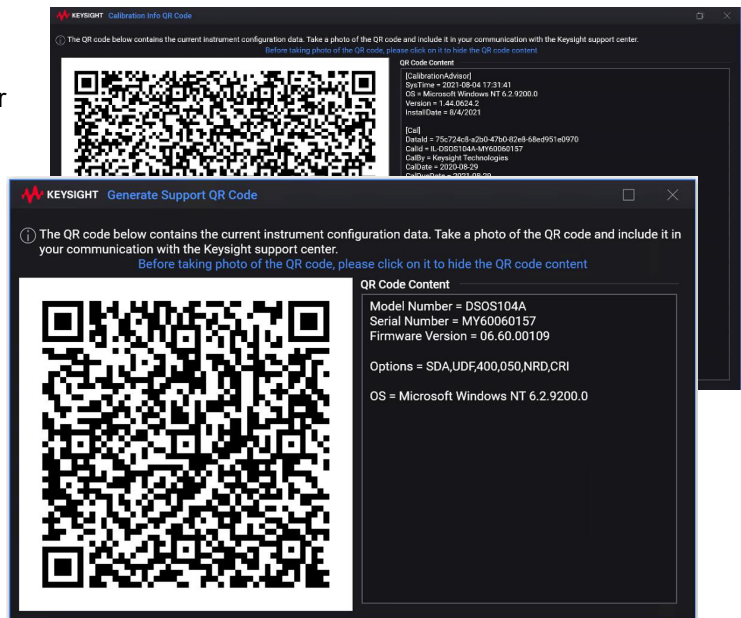 KEYSIGHT Calibration Info QR Code
The QR code below contains the current instrument configuration data. Take a photo of the QR code and include it in your communication with the Keysight support center.
Before taking photo of the QR code, please click on it to hide the QR code content
QR Code Content
[CalibrationAdvisor]
SysTime = 2021-08-04 17:31:41
OS = Microsoft Windows NT 6.2.9200.0
Version = 1.44.0624.2
InstallDate = 8/4/2021
[Cal]
DataId = 75c724c8-a2b0-47b0-82e8-68ed951e0970
CalId = IL-DSOS104A-MY60060157
CalBy = Keysight Technologies
CalDate = 2020-08-29
CalDueDate = 2021-08-29
r
KEYSIGHT Generate Support QR Code
The QR code below contains the current instrument configuration data. Take a photo of the QR code and include it in
your communication with the Keysight support center.
Before taking photo of the QR code, please click on it to hide the QR code content
QR Code Content
Model Number = DSOS104A
Serial Number = MY60060157
Firmware Version = 06.60.00109
Options = SDA,UDF,400,050,NRD,CRI
OS = Microsoft Windows NT 6.2.9200.0